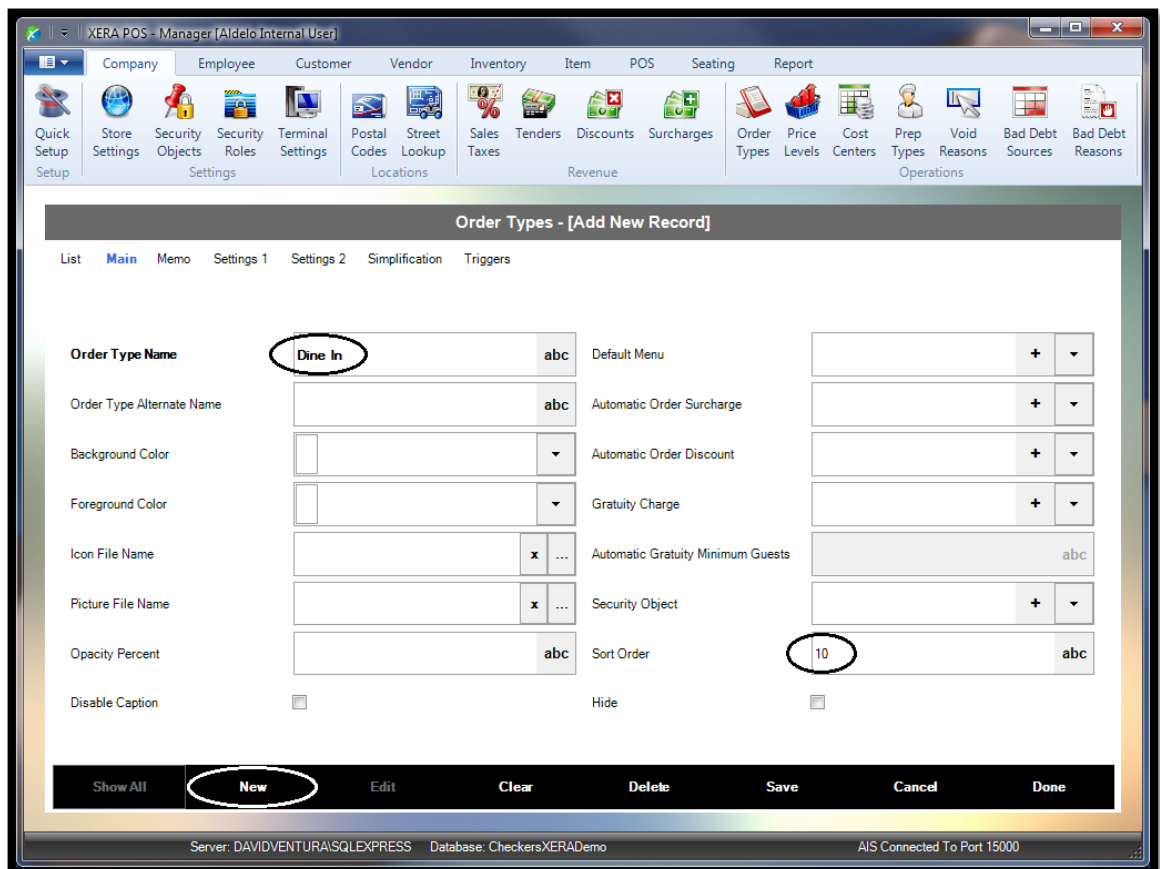 XERA POS - Manager [Aldelo Internal User]
Company Employee Customer Vendor Inventory Item POS Seating Report
Quick Setup Store Settings Security Objects Security Roles Terminal Settings Postal Codes Street Lookup Sales Taxes Tenders Discounts Surcharges Order Types Price Levels Cost Centers Prep Types Void Reasons Bad Debt Sources Bad Debt Reasons
Setup Settings Locations Revenue Operations
Order Types - [Add New Record]
List Main Memo Settings 1 Settings 2 Simplification Triggers
Order Type Name Dine In abc Default Menu +
Order Type Alternate Name abc Automatic Order Surcharge +
Background Color Automatic Order Discount +
Foreground Color Gratuity Charge +
Icon File Name x ... Automatic Gratuity Minimum Guests abc
Picture File Name x ... Security Object +
Opacity Percent abc Sort Order 10 abc
Disable Caption Hide
Show All New Edit Clear Delete Save Cancel Done
Server: DAVIDVENTURA\SQLEXPRESS Database: CheckersXERADemo AIS Connected To Port 15000